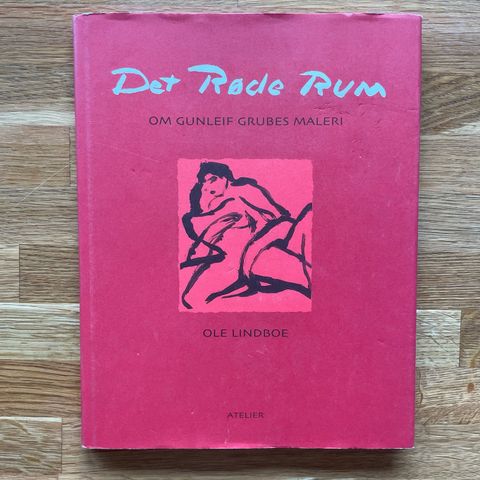 Det Røde Rum
OM GUNLEIF GRUBES MALERI
OLE LINDBOE
ATELIER